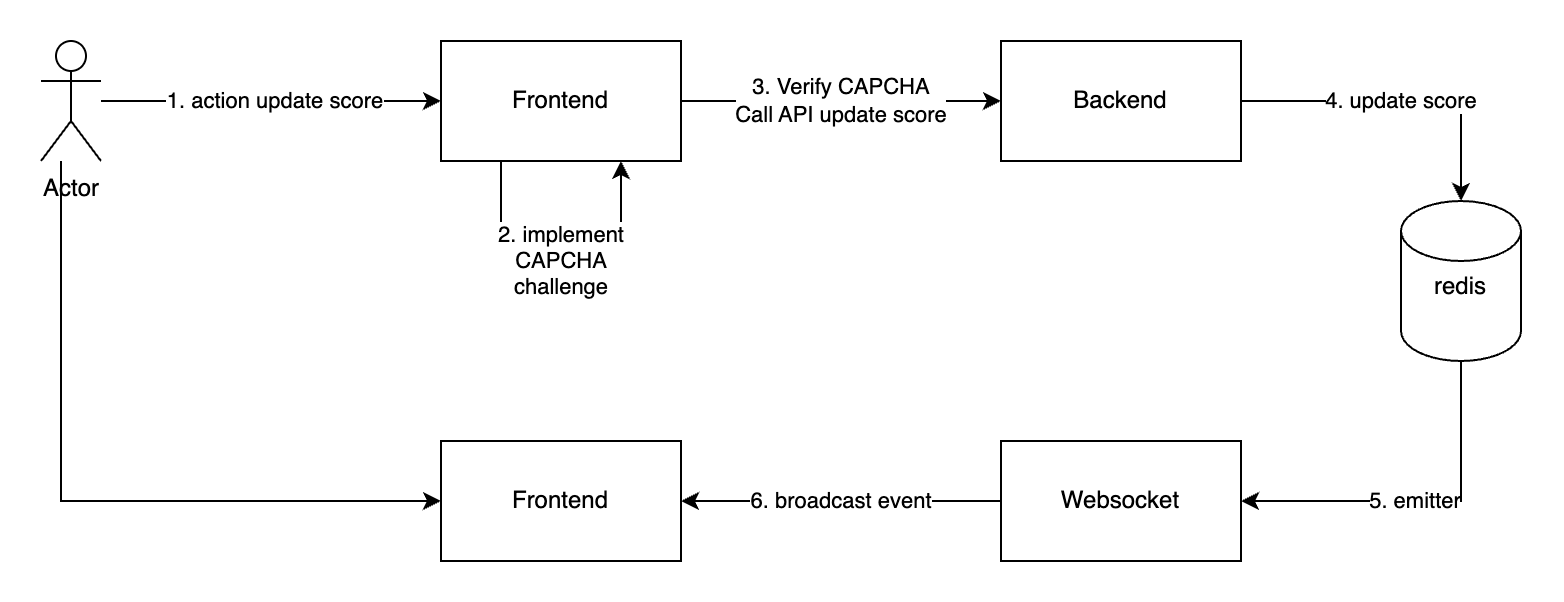 1. action update score
Frontend
3. Verify CAPCHA
Call API update score
Backend
4. update score
Actor
2. implement
CAPCHA
challenge
redis
Frontend
6. broadcast event
Websocket
5. emitter